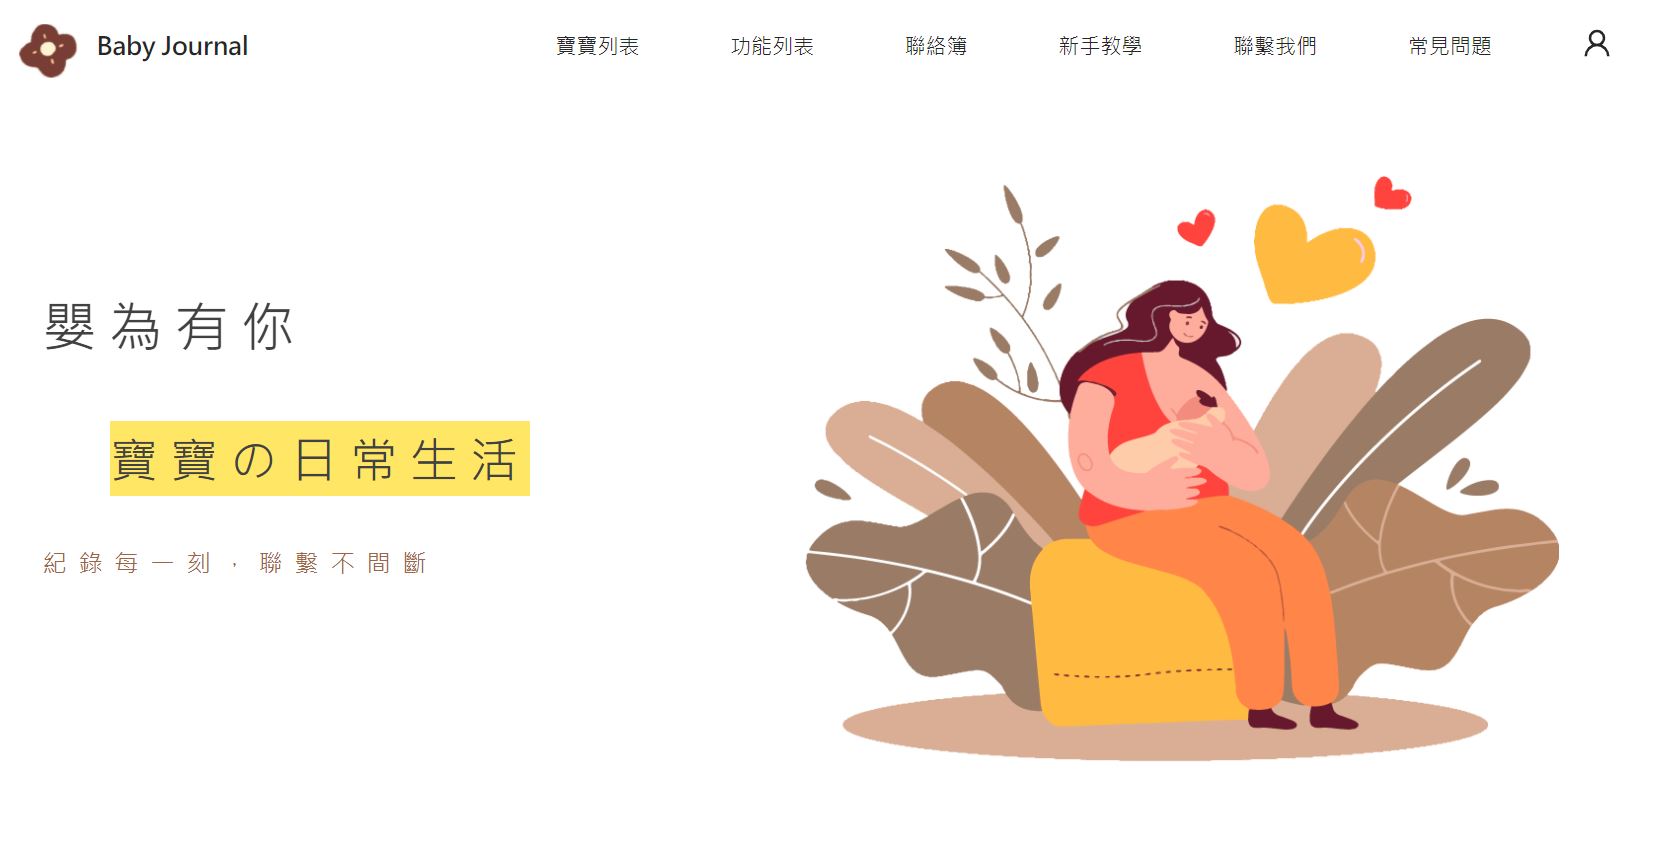 Baby Journal
寶寶列表
功能列表
聯絡簿
新手教學
聯繫我們
常見問題
嬰為有你
寶寶の日常生活
紀錄每一刻，聯繫不間斷